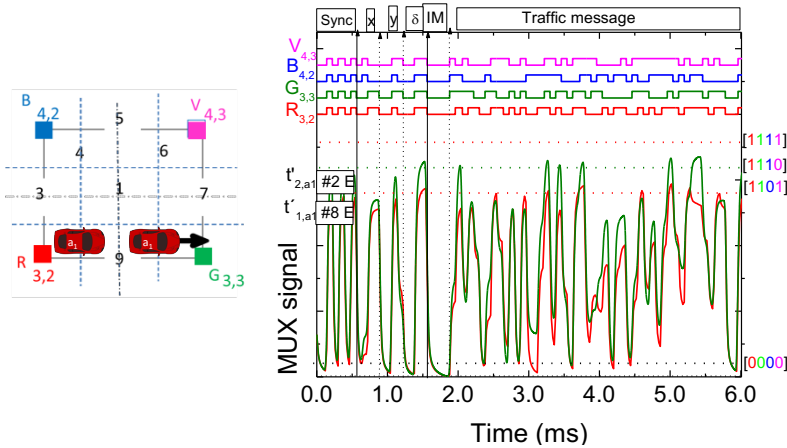 B
4,2
5
V
4,3
4
6
3
1
7
a1
a1
R
3,2
9
G
3,3
Sync
x
y
δ
IM
Traffic message
V4,3
B4,2
G3,3
R3,2
[1111]
[1110]
[1101]
[0000]
t'2,a1 #2 E
t´1,a1 #8 E
MUX signal
0.0 1.0 2.0 3.0 4.0 5.0 6.0
Time (ms)